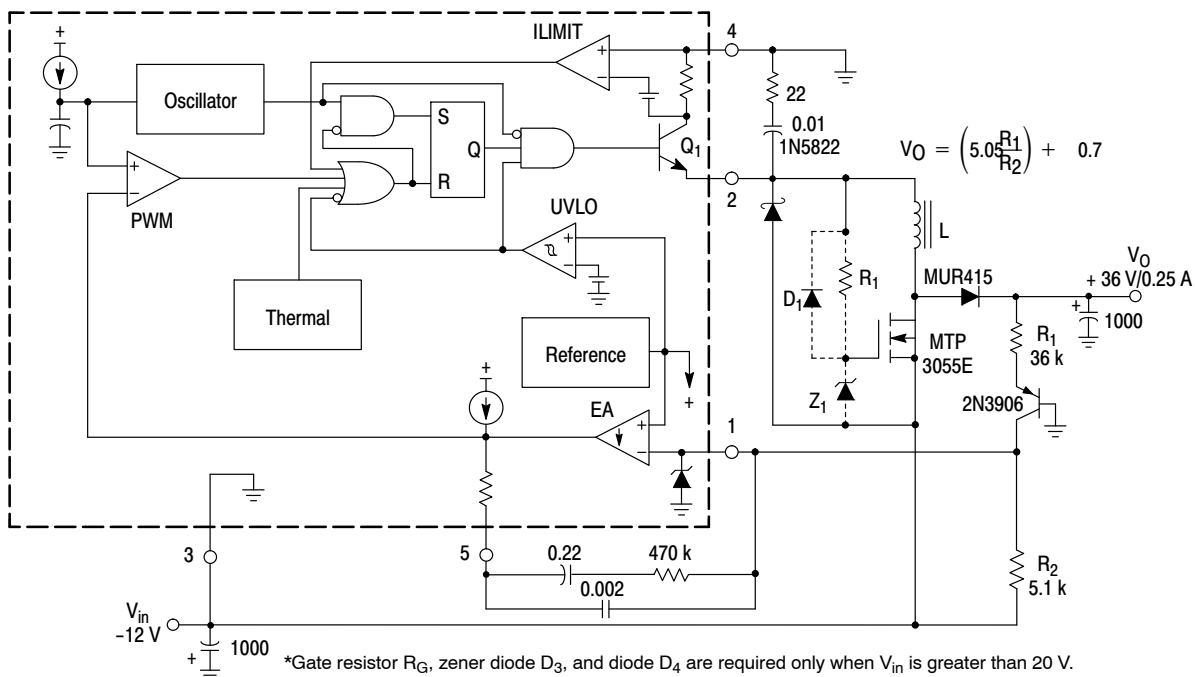 +
ILIMIT
4
+
−
Oscillator
22
S
0.01
1N5822
Q
Q1
VO = (5.05 R1/R2) + 0.7
+
−
PWM
R
2
UVLO
+
−
L
VO
+ 36 V/0.25 A
MUR415
D1
R1
+
1000
Thermal
Reference
MTP
3055E
R1
36 k
+
+
Z1
2N3906
EA
+
−
1
3
5
0.22
470 k
0.002
R2
5.1 k
Vin
−12 V
+
1000
*Gate resistor RG, zener diode D3, and diode D4 are required only when Vin is greater than 20 V.